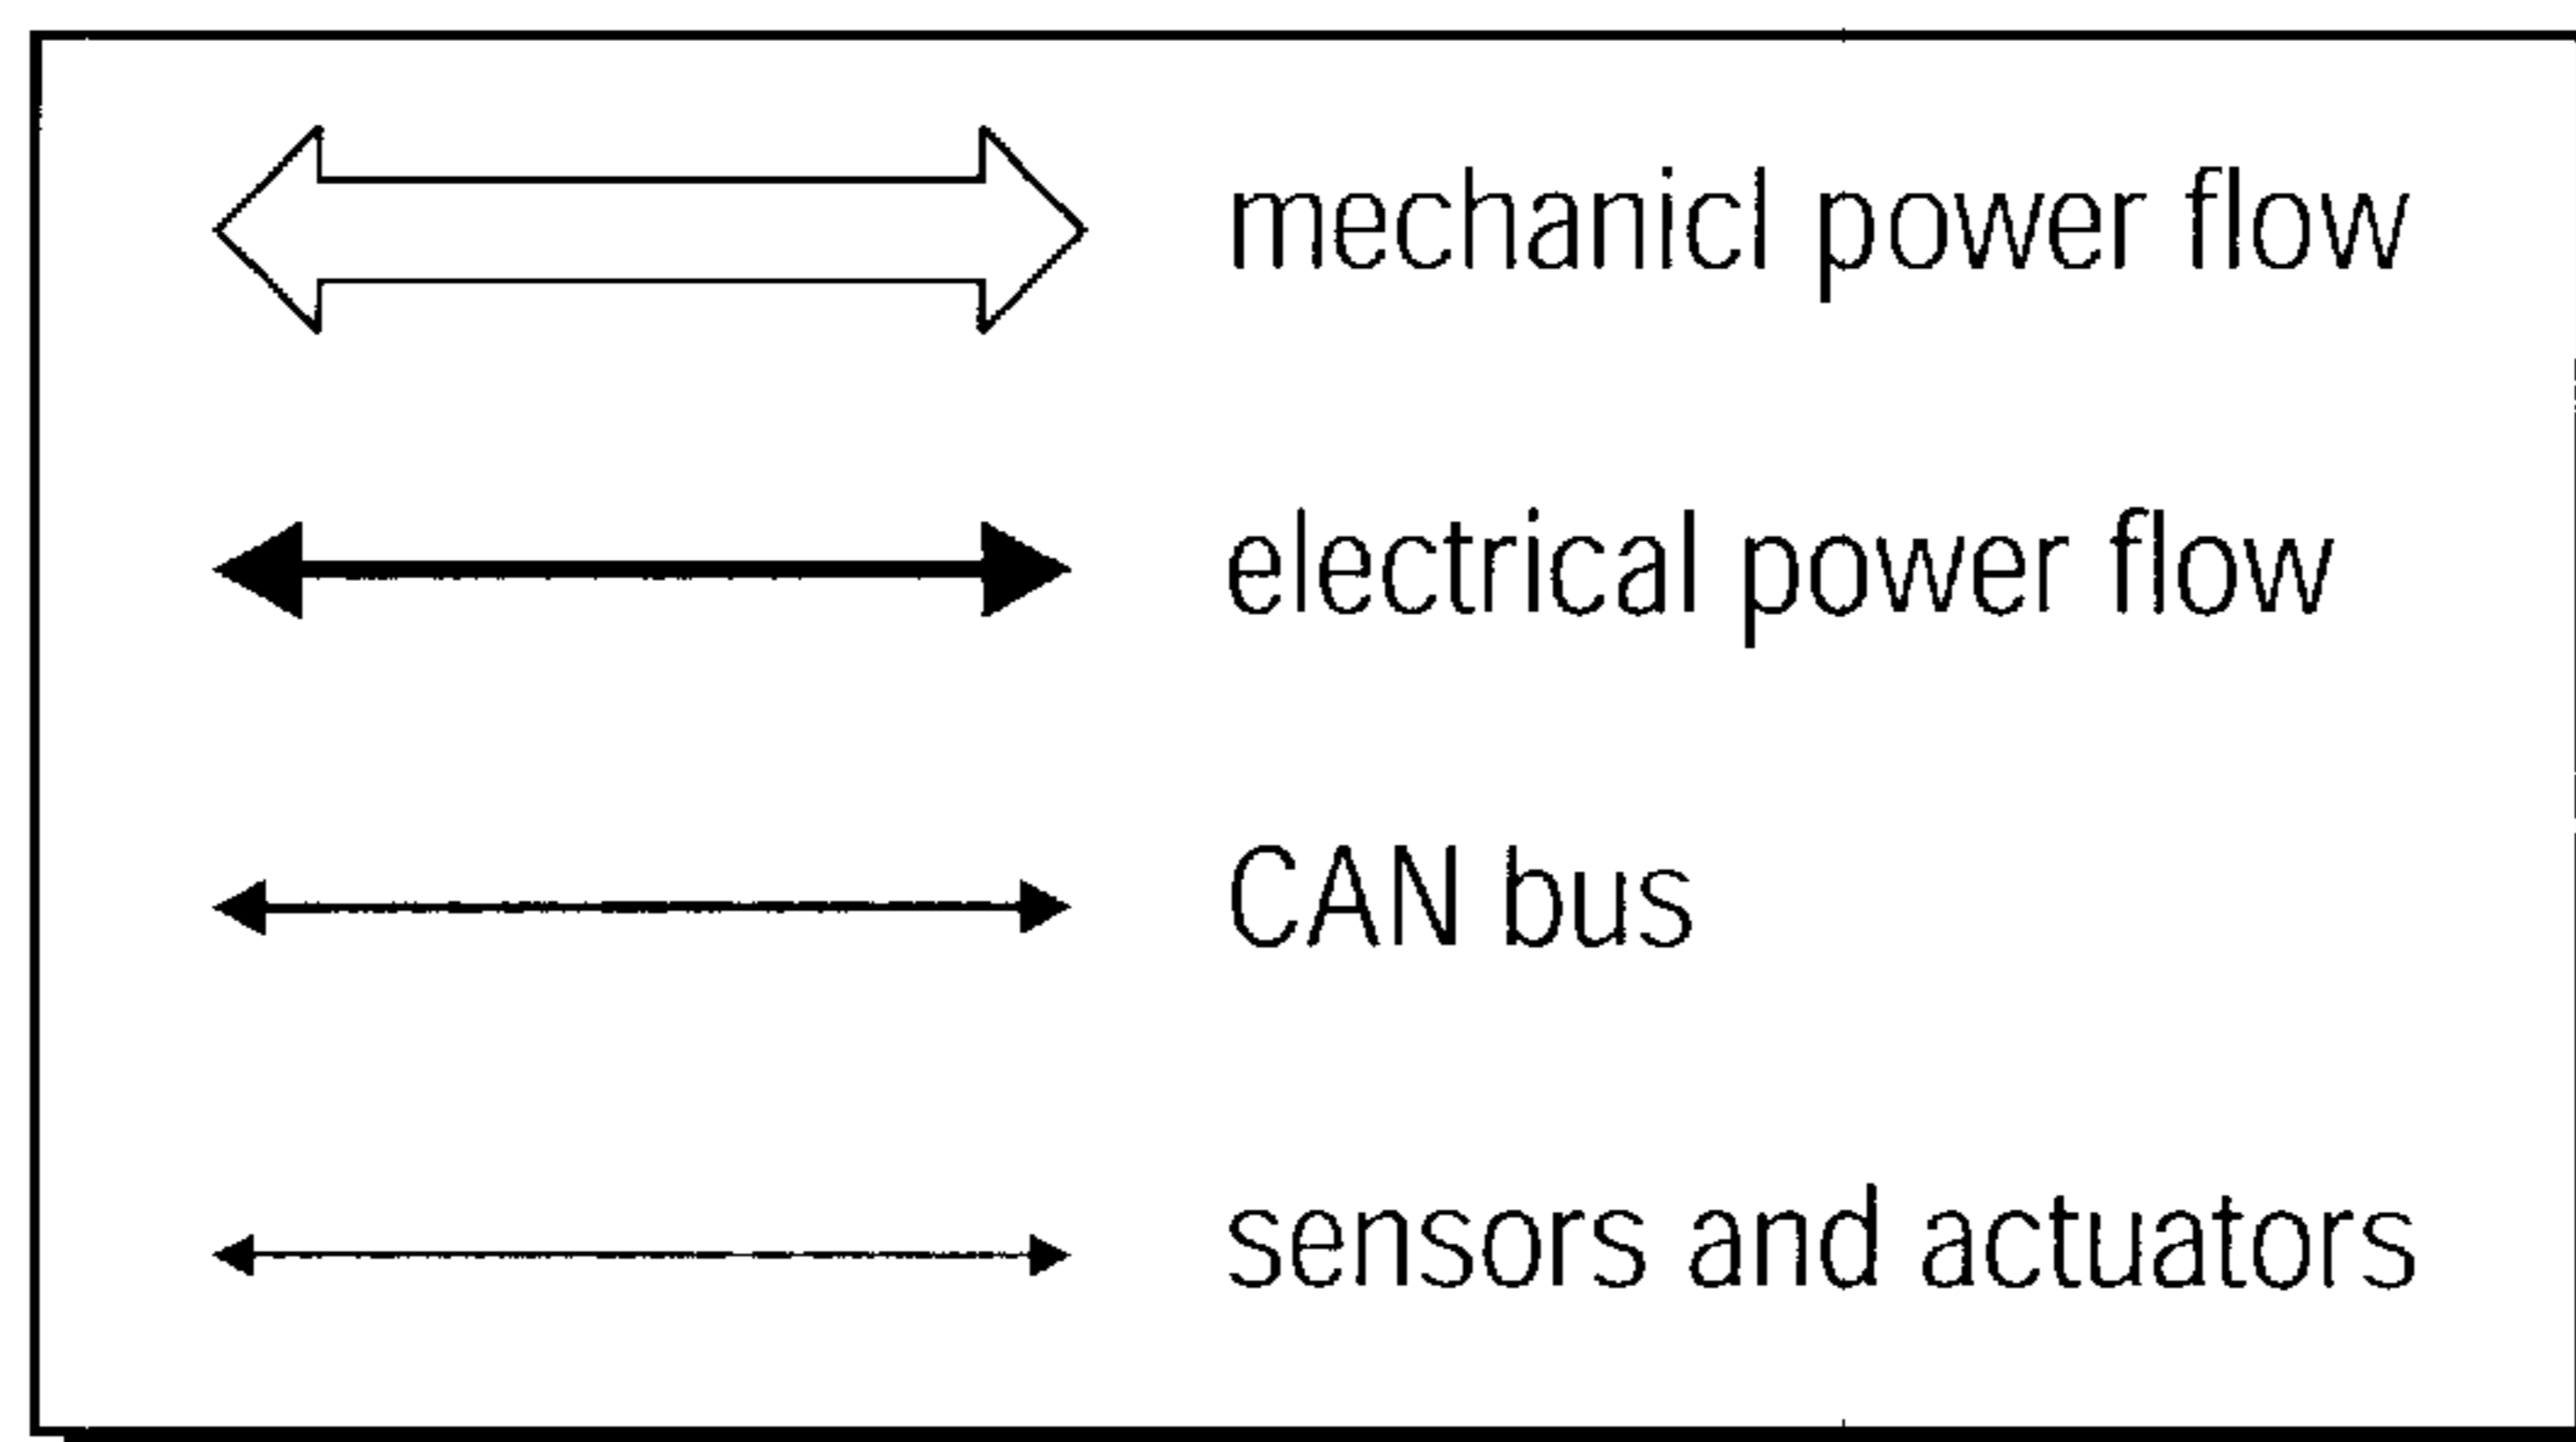 mechanicl power flow
electrical power flow
CAN bus
sensors and actuators